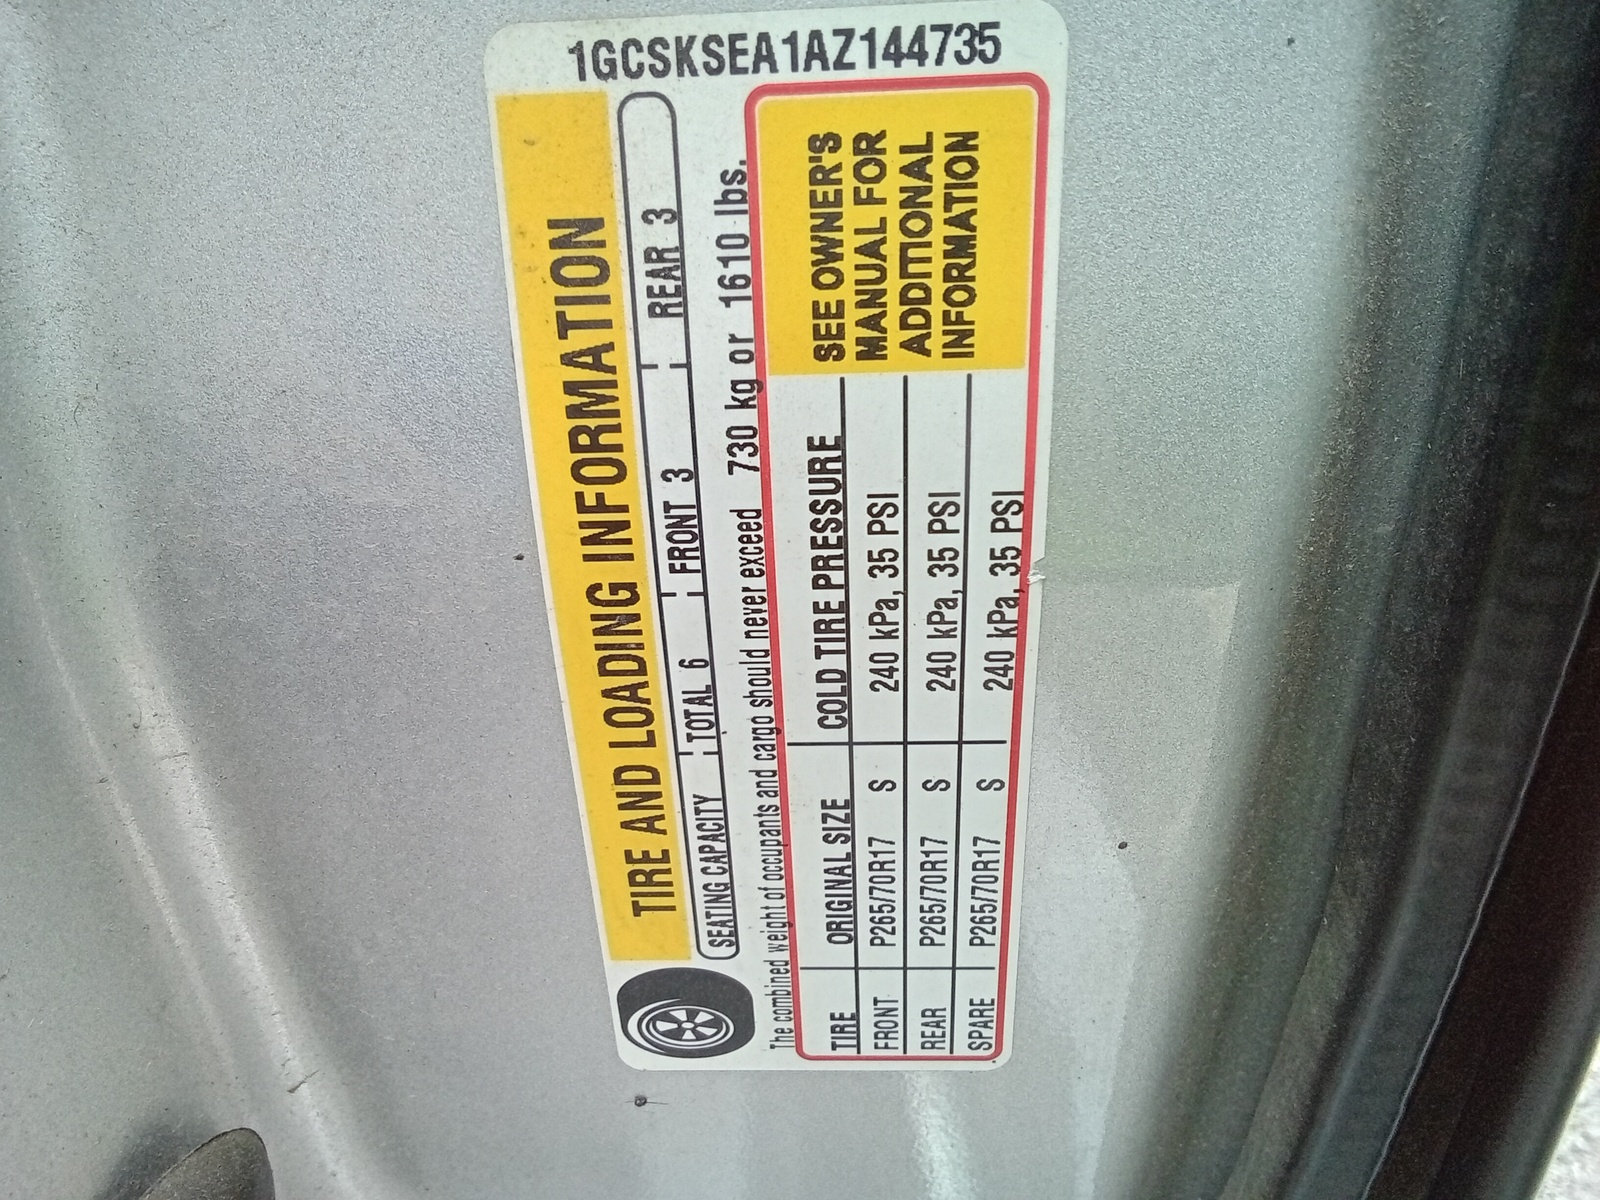 1GCSKSEA1AZ144735
TIRE AND LOADING INFORMATION
SEATING CAPACITY TOTAL 6 FRONT 3 REAR 3
The combined weight of occupants and cargo should never exceed 730 kg or 1610 lbs.
TIRE ORIGINAL SIZE COLD TIRE PRESSURE
FRONT P265/70R17 S 240 kPa, 35 PSI
REAR P265/70R17 S 240 kPa, 35 PSI
SPARE P265/70R17 S 240 kPa, 35 PSI
SEE OWNER'S
MANUAL FOR
ADDITIONAL
INFORMATION